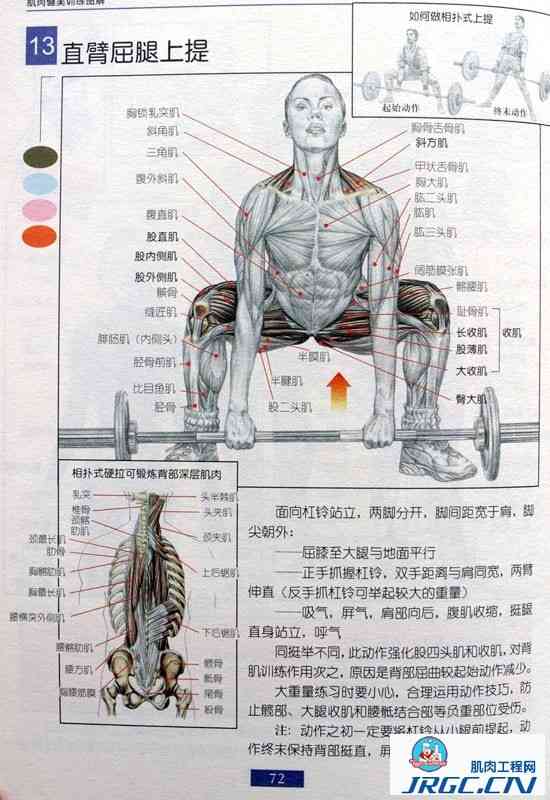 肌肉健美训练图解
13 直臂屈腿上提
如何做相扑式上提
起始动作
终末动作
胸锁乳突肌
斜角肌
三角肌
腹外斜肌
腹直肌
股直肌
股内侧肌
股外侧肌
髌骨
缝匠肌
腓肠肌（内侧头）
胫骨前肌
比目鱼肌
胫骨
胸骨舌骨肌
斜方肌
甲状舌骨肌
胸大肌
肱二头肌
肱肌
肱三头肌
阔筋膜张肌
髂腰肌
耻骨肌
长收肌
股薄肌
大收肌
收肌
臀大肌
半膜肌
半腱肌
股二头肌
相扑式硬拉可锻炼背部深层肌肉
乳突
椎骨
颈髂肋肌
颈最长肌
肋骨
胸髂肋肌
胸最长肌
腰横突外侧肌
腰髂肋肌
腰方肌
胸腰筋膜
头半棘肌
头夹肌
颈夹肌
上后锯肌
下后锯肌
髋骨
骶骨
尾骨
股骨
面向杠铃站立，两脚分开，脚间距宽于肩，脚
尖朝外：
——屈膝至大腿与地面平行
——正手抓握杠铃，双手距离与肩同宽，两臂
伸直（反手抓杠铃可举起较大的重量）
——吸气，屏气，肩部向后，腹肌收缩，挺腿
直身站立，呼气
同挺举不同，此动作强化股四头肌和收肌，对背
肌训练作用次之，原因是背部屈曲较起始动作减少。
大重量练习时要小心，合理运用动作技巧，防
止髋部、大腿收肌和腰骶结合部等负重部位受伤。
注：动作之初一定要将杠铃从小腿前提起，动
作终末保持背部挺直，屏
72
肌肉工程网
JRGC.CN